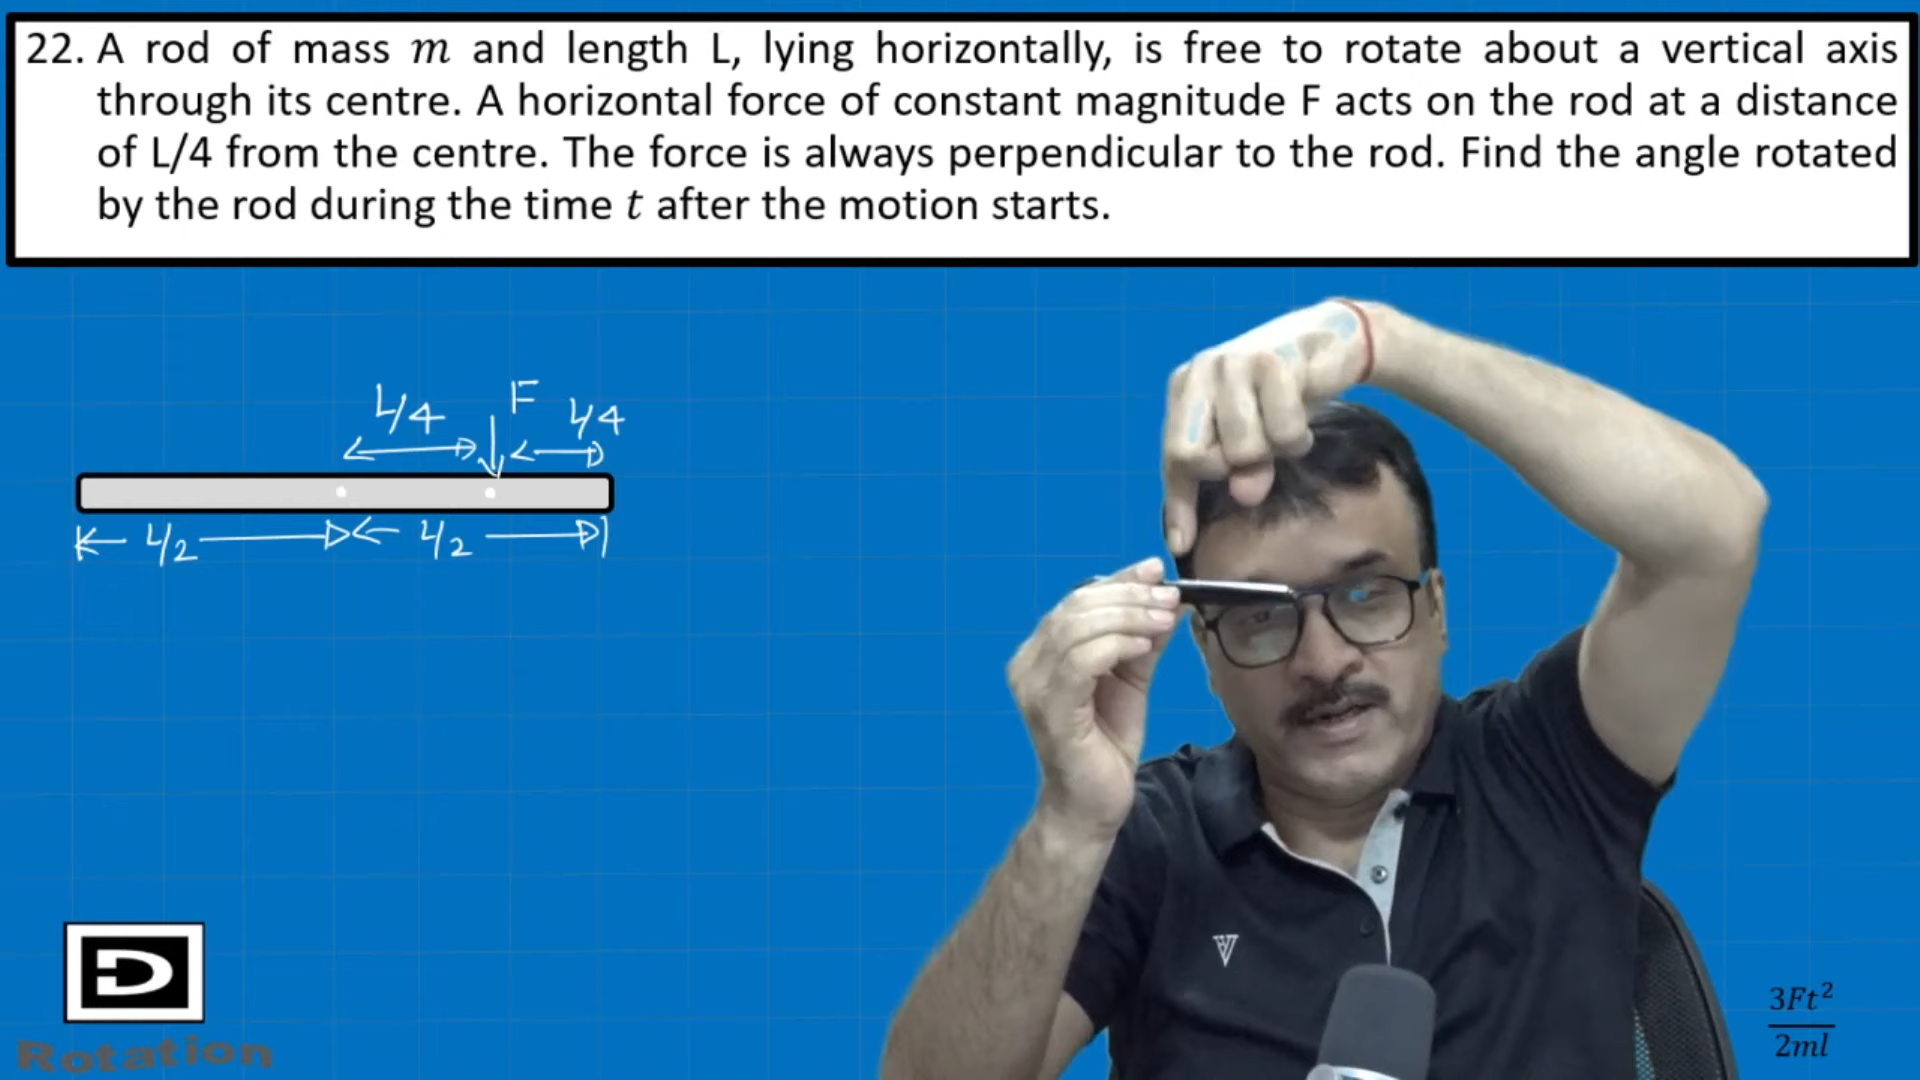 22. A rod of mass m and length L, lying horizontally, is free to rotate about a vertical axis
through its centre. A horizontal force of constant magnitude F acts on the rod at a distance
of L/4 from the centre. The force is always perpendicular to the rod. Find the angle rotated
by the rod during the time t after the motion starts.
L/4 F L/4
L/2 L/2
D
Rotation
3Ft²
2ml